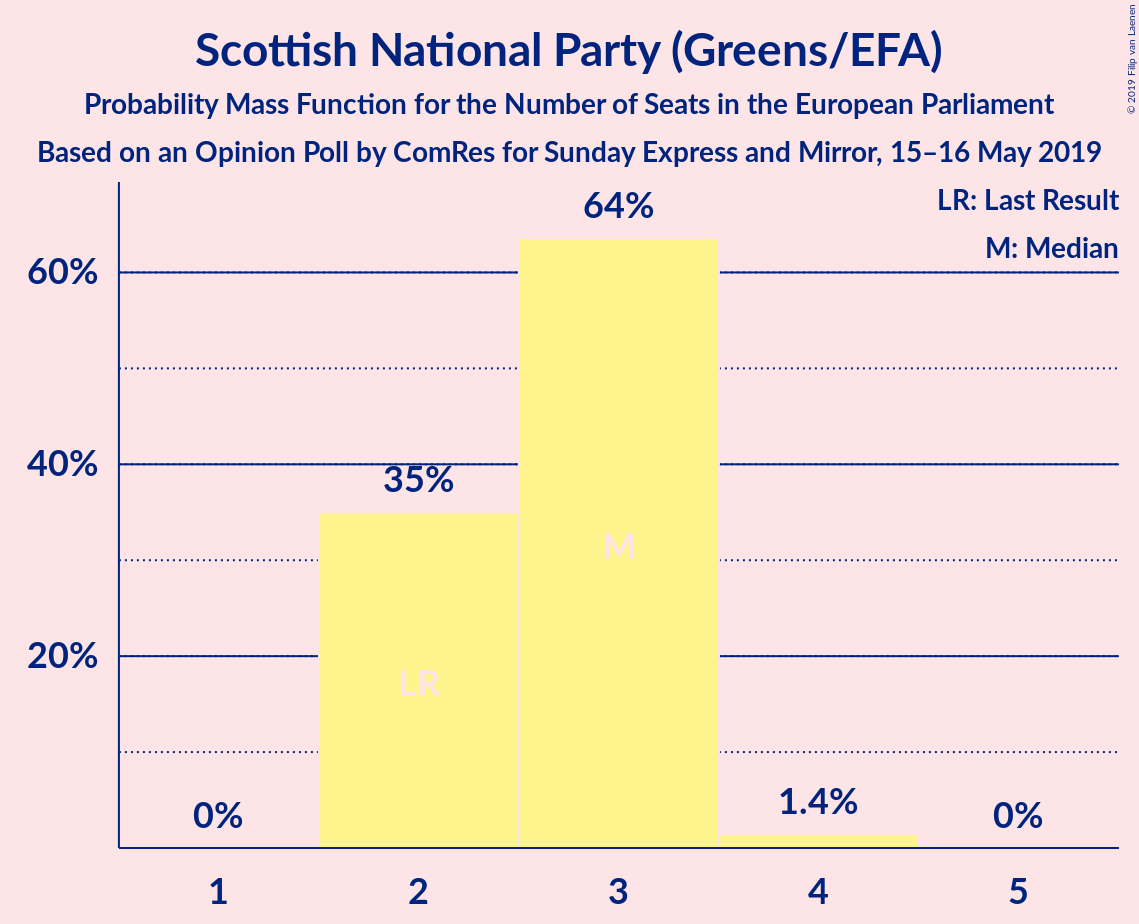 Scottish National Party (Greens/EFA)
Probability Mass Function for the Number of Seats in the European Parliament
Based on an Opinion Poll by ComRes for Sunday Express and Mirror, 15–16 May 2019
© 2019 Filip van Laenen
LR: Last Result
M: Median
64%
60%
40%
35%
M
20%
LR
0%
1.4%
0%
1 2 3 4 5